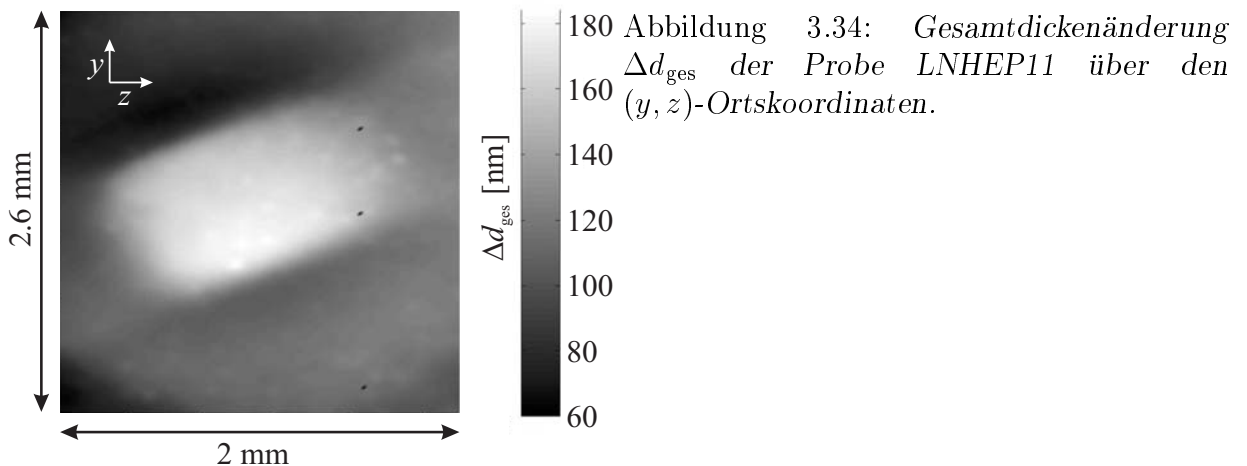 y
z
2.6 mm
2 mm
Δd_ges [nm]
180
160
140
120
100
80
60
Abbildung 3.34: Gesamtdickenänderung
Δd_ges der Probe LNHEP11 über den
(y, z)-Ortskoordinaten.